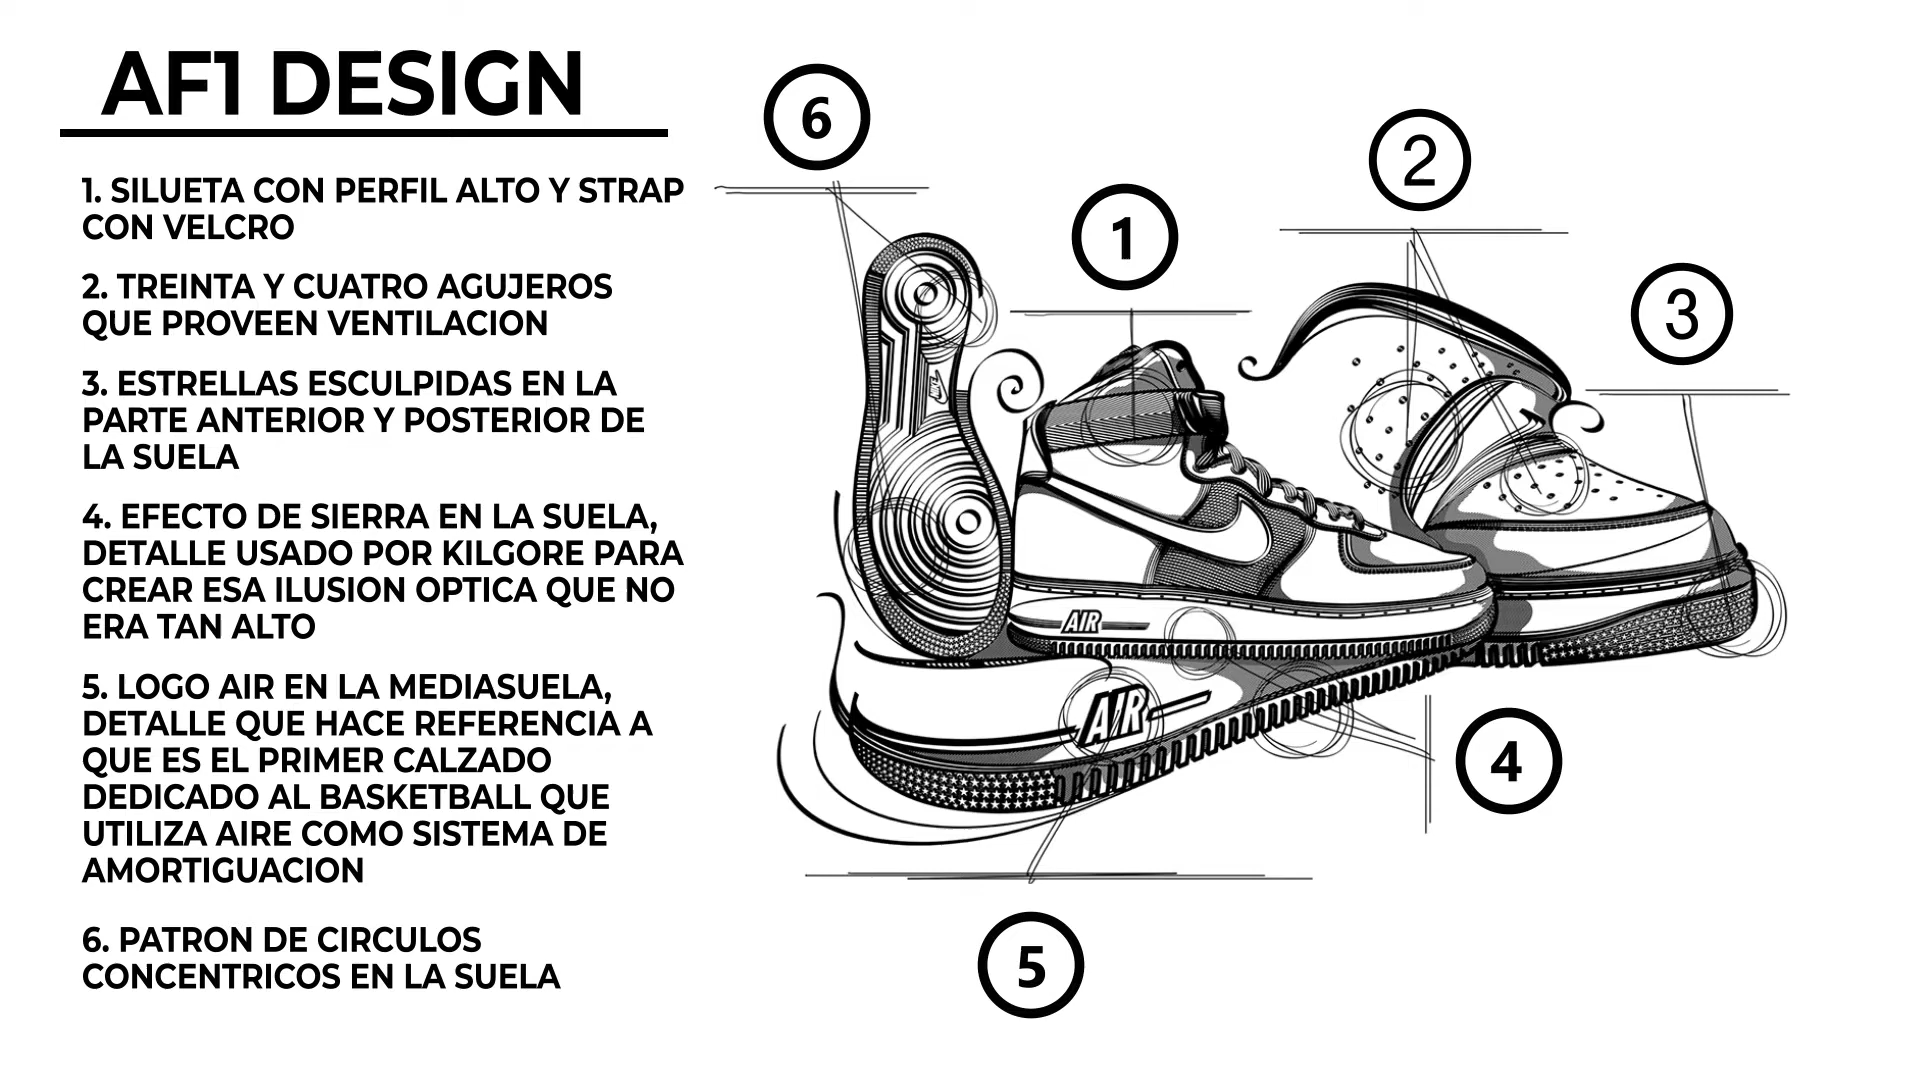 AF1 DESIGN
1. SILUETA CON PERFIL ALTO Y STRAP
CON VELCRO
2. TREINTA Y CUATRO AGUJEROS
QUE PROVEEN VENTILACION
3. ESTRELLAS ESCULPIDAS EN LA
PARTE ANTERIOR Y POSTERIOR DE
LA SUELA
4. EFECTO DE SIERRA EN LA SUELA,
DETALLE USADO POR KILGORE PARA
CREAR ESA ILUSION OPTICA QUE NO
ERA TAN ALTO
5. LOGO AIR EN LA MEDIASUELA,
DETALLE QUE HACE REFERENCIA A
QUE ES EL PRIMER CALZADO
DEDICADO AL BASKETBALL QUE
UTILIZA AIRE COMO SISTEMA DE
AMORTIGUACION
6. PATRON DE CIRCULOS
CONCENTRICOS EN LA SUELA
6
1
2
3
NIKE
AIR
AIR
4
5